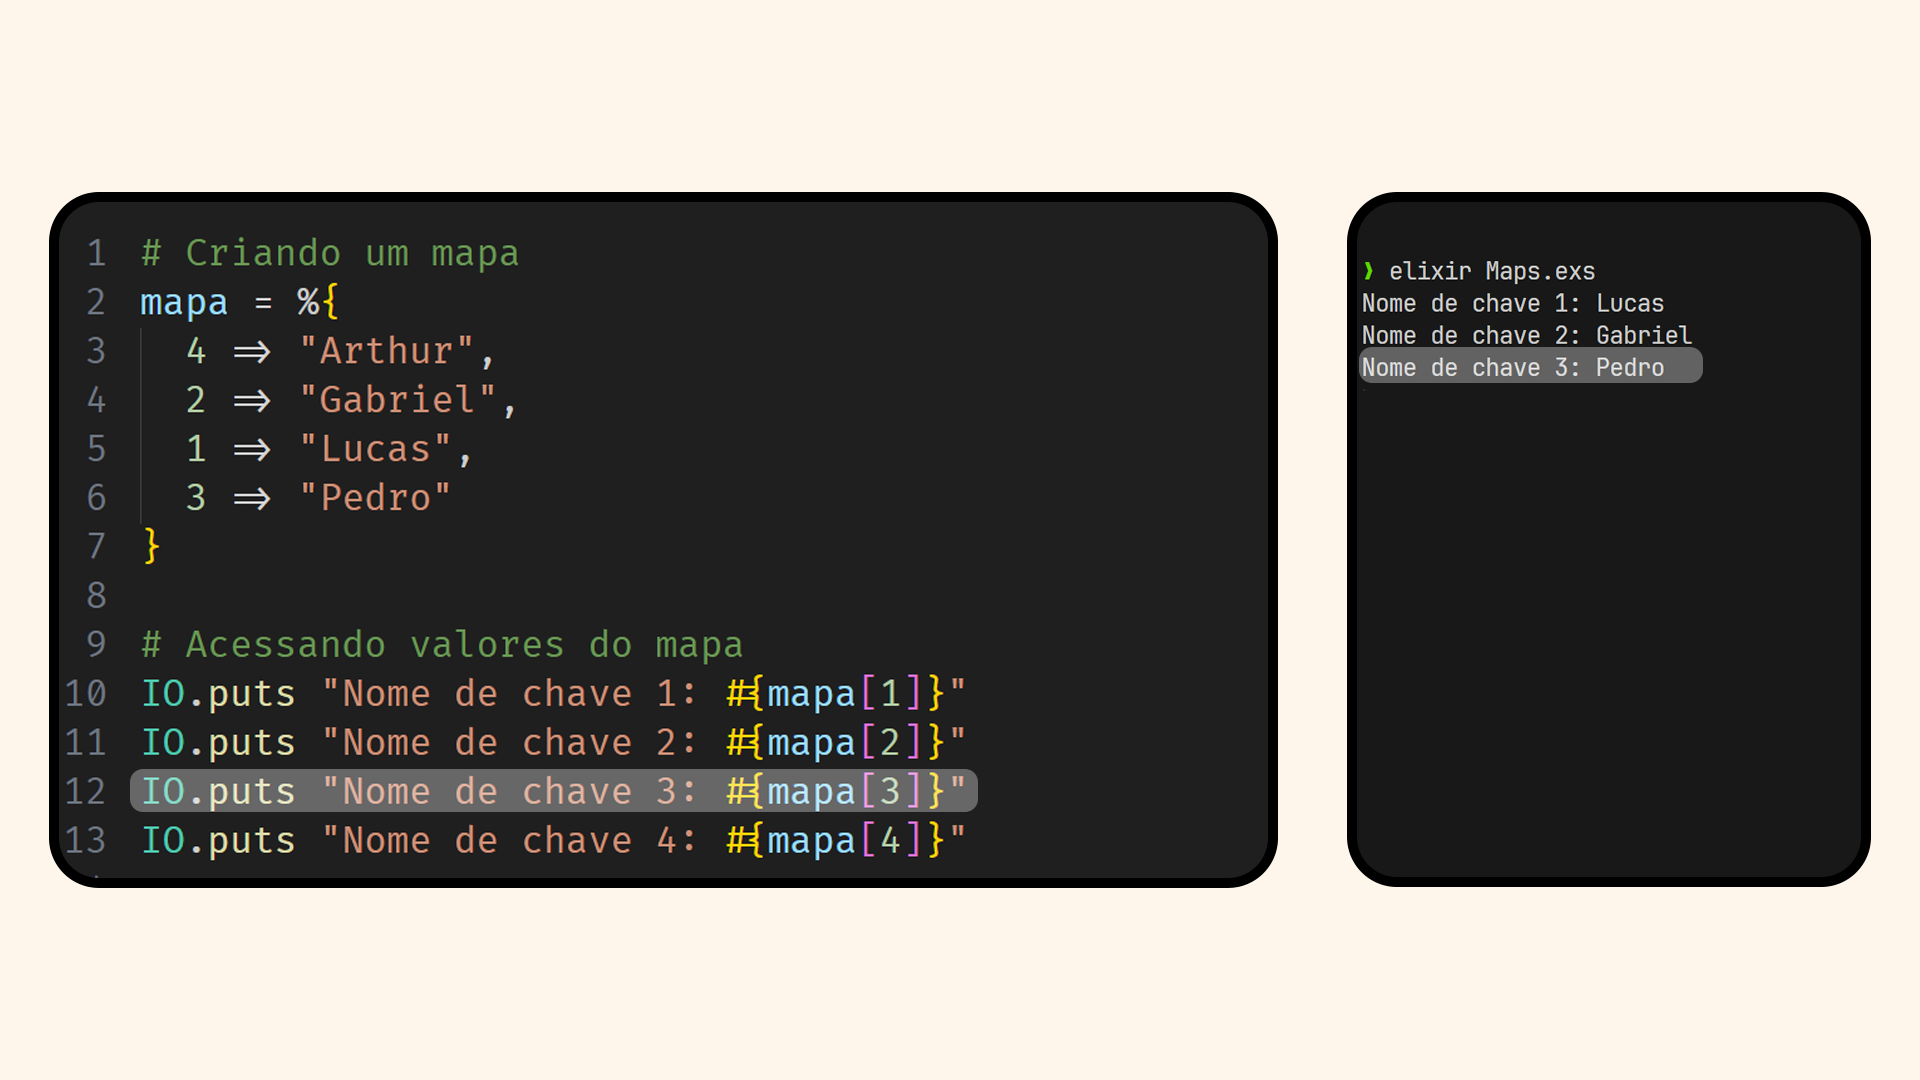 1 # Criando um mapa
2 mapa = %{
3 4 => "Arthur",
4 2 => "Gabriel",
5 1 => "Lucas",
6 3 => "Pedro"
7 }
8
9 # Acessando valores do mapa
10 IO.puts "Nome de chave 1: #{mapa[1]}"
11 IO.puts "Nome de chave 2: #{mapa[2]}"
12 IO.puts "Nome de chave 3: #{mapa[3]}"
13 IO.puts "Nome de chave 4: #{mapa[4]}"
❯ elixir Maps.exs
Nome de chave 1: Lucas
Nome de chave 2: Gabriel
Nome de chave 3: Pedro